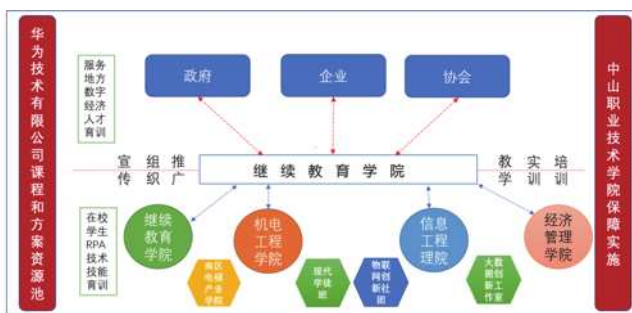 华为技术有限公司课程和方案资源池
服务
地方
数字
经济
人才
育训
政府
企业
协会
中山职业技术学院保障实施
宣 组 推
传 织 广
继续教育学院
教 实 培
学 训 训
在校
学生
RPA
技术
技能
育训
继续
教育
学院
机电
工程
学院
信息
工程
理院
经济
管理
学院
南区
电梯
产业
学院
现代
学徒
班
物联
网创
新社
团
大数
据创
新工
作室